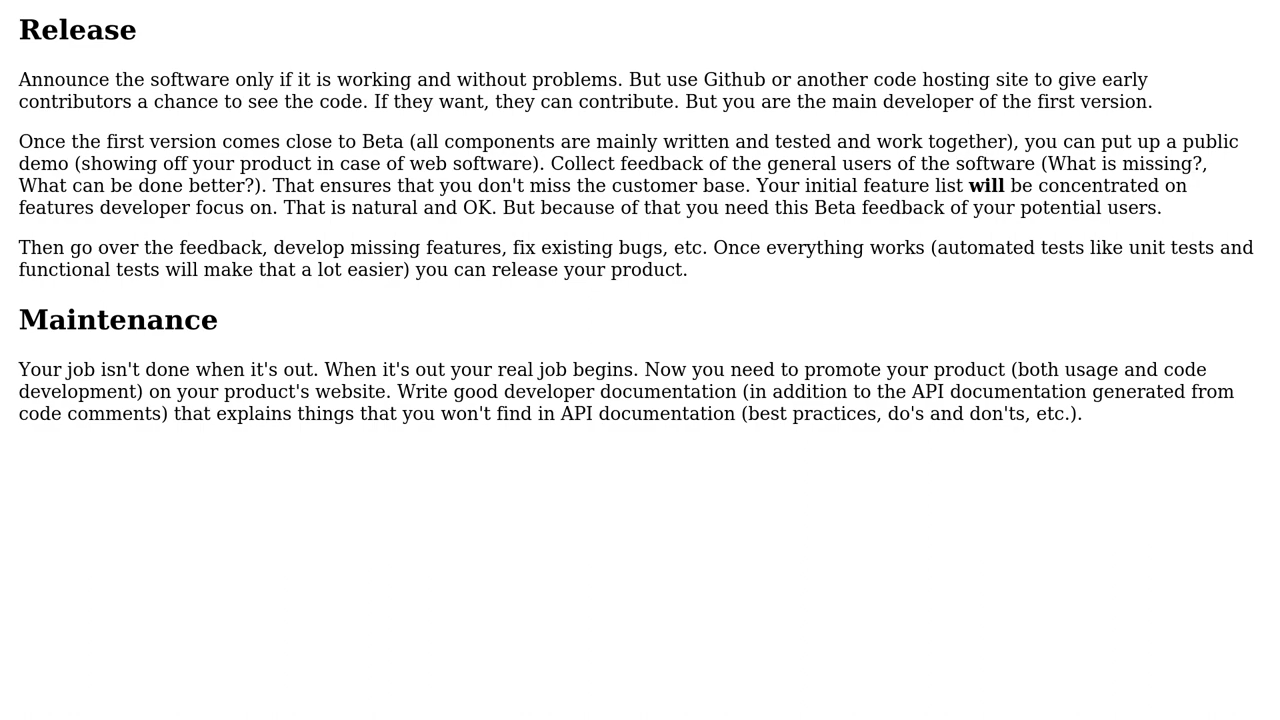 Release
Announce the software only if it is working and without problems. But use Github or another code hosting site to give early
contributors a chance to see the code. If they want, they can contribute. But you are the main developer of the first version.
Once the first version comes close to Beta (all components are mainly written and tested and work together), you can put up a public
demo (showing off your product in case of web software). Collect feedback of the general users of the software (What is missing?,
What can be done better?). That ensures that you don't miss the customer base. Your initial feature list will be concentrated on
features developer focus on. That is natural and OK. But because of that you need this Beta feedback of your potential users.
Then go over the feedback, develop missing features, fix existing bugs, etc. Once everything works (automated tests like unit tests and
functional tests will make that a lot easier) you can release your product.
Maintenance
Your job isn't done when it's out. When it's out your real job begins. Now you need to promote your product (both usage and code
development) on your product's website. Write good developer documentation (in addition to the API documentation generated from
code comments) that explains things that you won't find in API documentation (best practices, do's and don'ts, etc.).